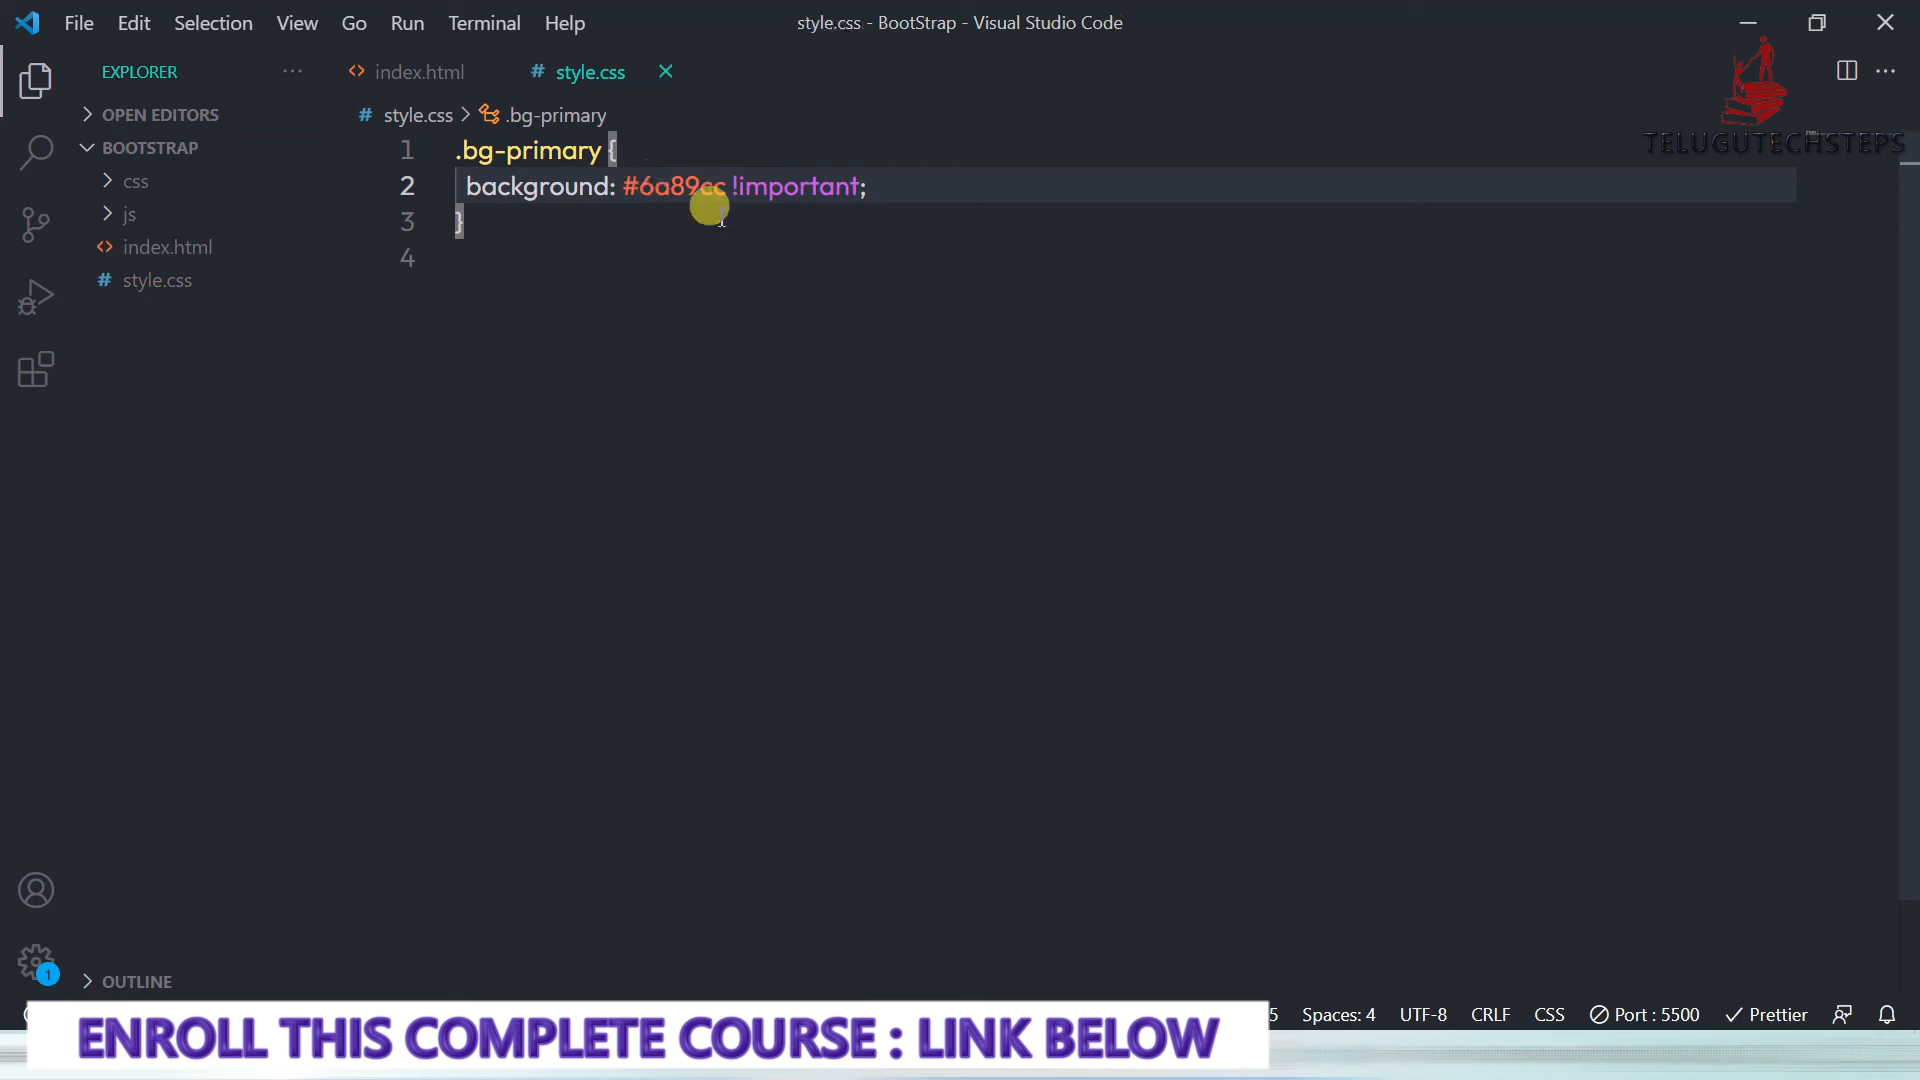 File Edit Selection View Go Run Terminal Help
style.css - BootStrap - Visual Studio Code
EXPLORER
index.html
# style.css
TELUGUTECHSTEPS
OPEN EDITORS
# style.css > .bg-primary
BOOTSTRAP
css
js
index.html
# style.css
1 .bg-primary {
2 background: #6a89cc !important;
3 }
4
1
OUTLINE
5 Spaces: 4 UTF-8 CRLF CSS Port : 5500 Prettier
ENROLL THIS COMPLETE COURSE : LINK BELOW